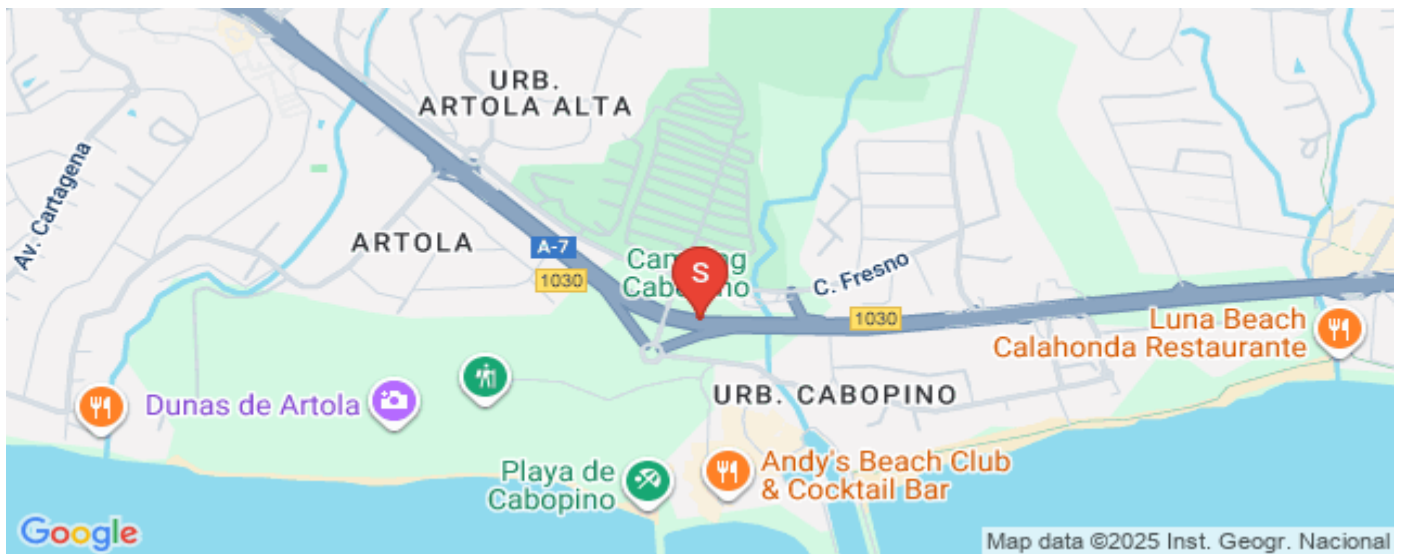 URB.
ARTOLA ALTA
Av. Cartagena
ARTOLA
A-7
1030
S
C. Fresno
1030
Luna Beach
Calahonda Restaurante
URB. CABOPINO
Dunas de Artola
Playa de
Cabopino
Andy's Beach Club
& Cocktail Bar
Google
Map data ©2025 Inst. Geogr. Nacional